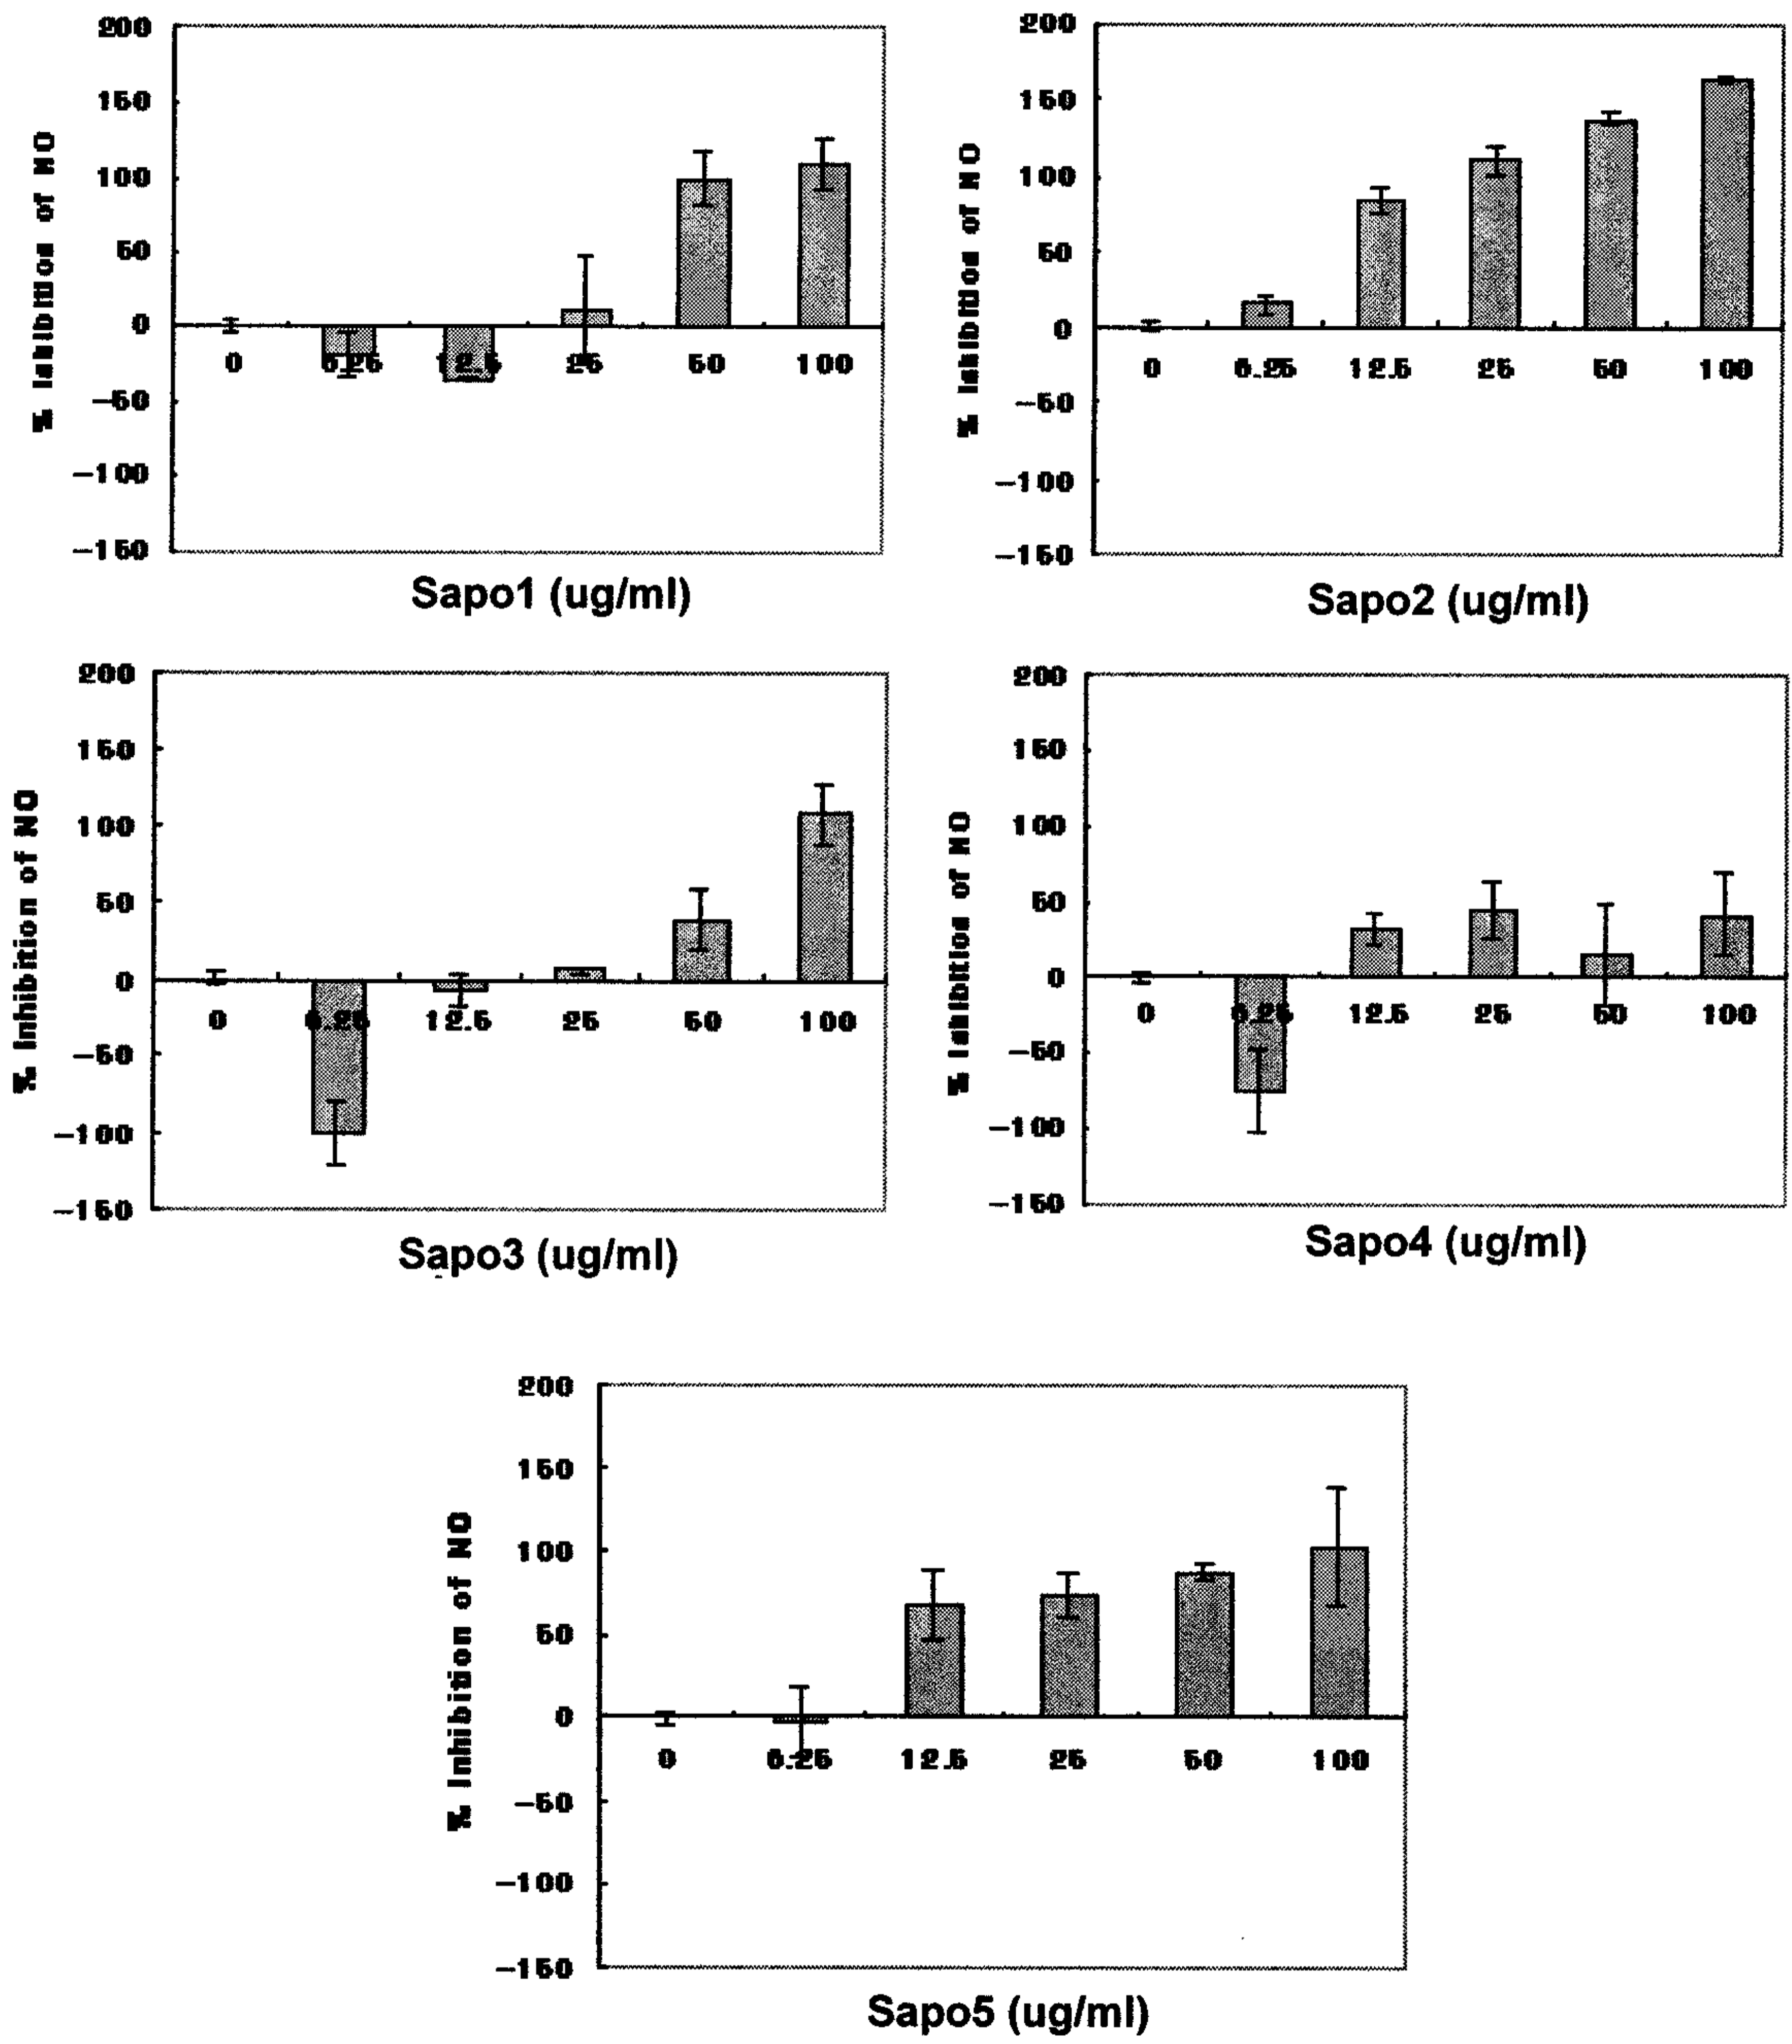 200
150
100
50
0
-50
-100
-150
% Inhibition of NO
0 6.25 12.5 25 50 100
Sapo1 (ug/ml)
200
150
100
50
0
-50
-100
-150
% Inhibition of NO
0 6.25 12.5 25 50 100
Sapo2 (ug/ml)
200
150
100
50
0
-50
-100
-150
% Inhibition of NO
0 6.25 12.5 25 50 100
Sapo3 (ug/ml)
200
150
100
50
0
-50
-100
-150
% Inhibition of NO
0 6.25 12.5 25 50 100
Sapo4 (ug/ml)
200
150
100
50
0
-50
-100
-150
% Inhibition of NO
0 6.25 12.5 25 50 100
Sapo5 (ug/ml)